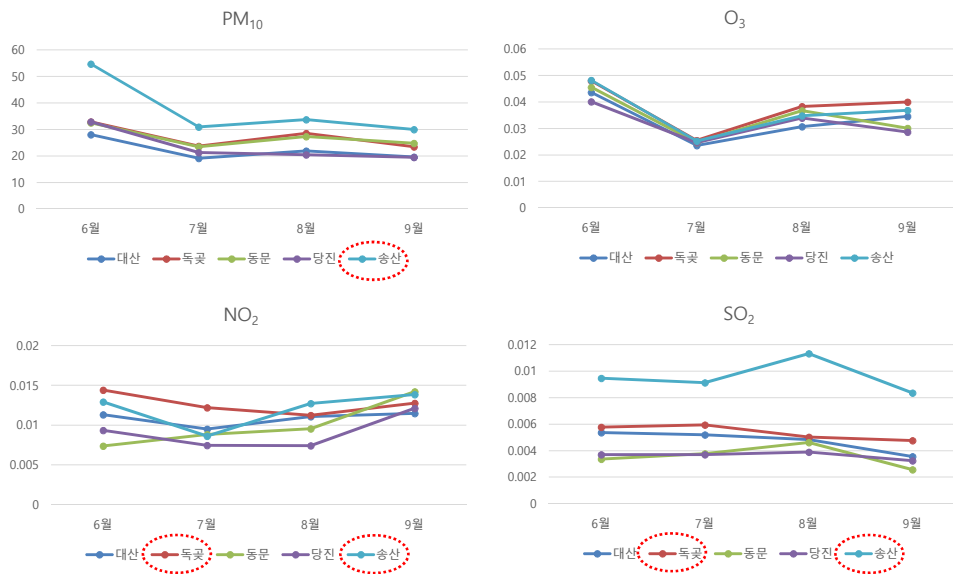 PM10
60
50
40
30
20
10
0
6월 7월 8월 9월
대산 독곶 동문 당진 송산
O3
0.06
0.05
0.04
0.03
0.02
0.01
0
6월 7월 8월 9월
대산 독곶 동문 당진 송산
NO2
0.02
0.015
0.01
0.005
0
6월 7월 8월 9월
대산 독곶 동문 당진 송산
SO2
0.012
0.01
0.008
0.006
0.004
0.002
0
6월 7월 8월 9월
대산 독곶 동문 당진 송산